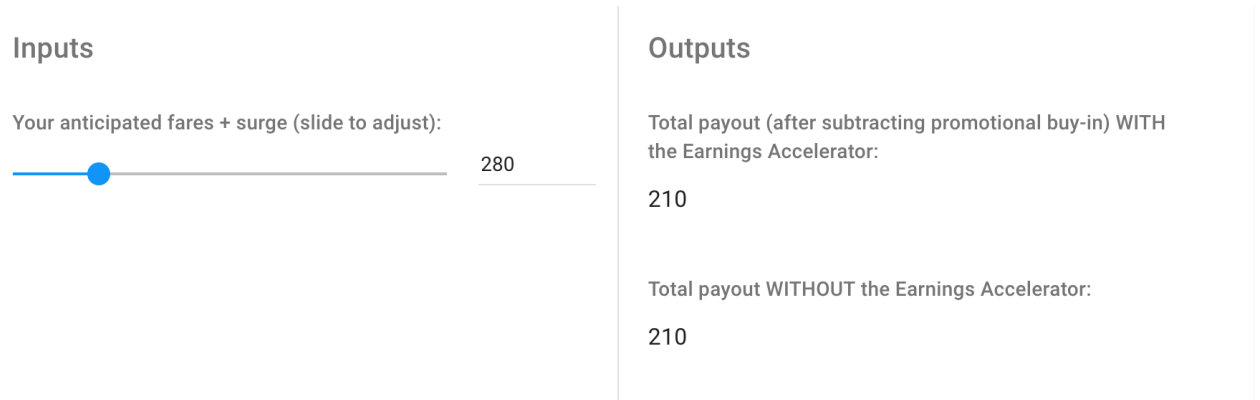 Inputs
Your anticipated fares + surge (slide to adjust):
280
Outputs
Total payout (after subtracting promotional buy-in) WITH
the Earnings Accelerator:
210
Total payout WITHOUT the Earnings Accelerator:
210